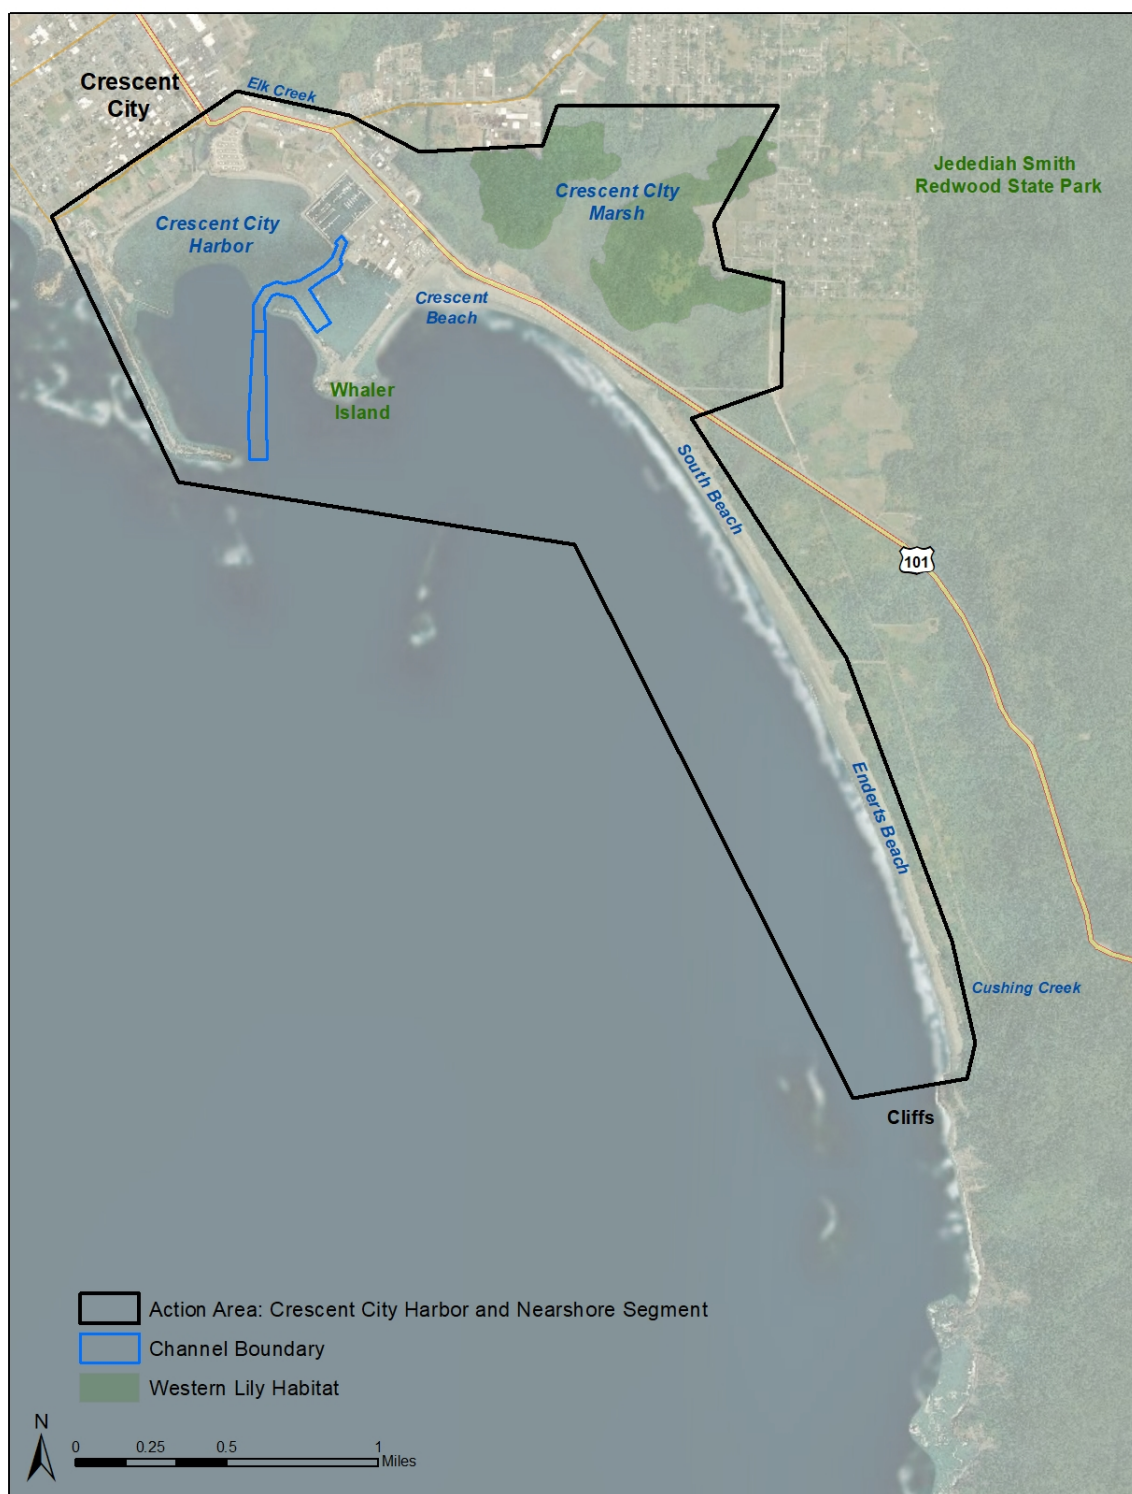 Crescent
City
Elk Creek
Jedediah Smith
Redwood State Park
Crescent CIty
Marsh
Crescent City
Harbor
Crescent
Beach
Whaler
Island
South Beach
101
Enderts Beach
Cushing Creek
Cliffs
Action Area: Crescent City Harbor and Nearshore Segment
Channel Boundary
Western Lily Habitat
N
0 0.25 0.5 1
Miles